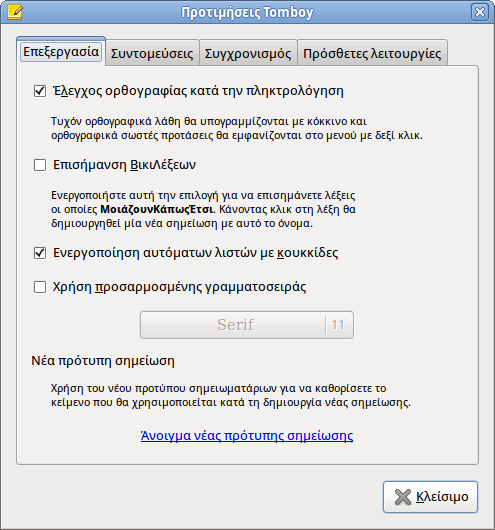 Προτιμήσεις Tomboy
Επεξεργασία Συντομεύσεις Συγχρονισμός Πρόσθετες λειτουργίες
Έλεγχος ορθογραφίας κατά την πληκτρολόγηση
Τυχόν ορθογραφικά λάθη θα υπογραμμίζονται με κόκκινο και
ορθογραφικά σωστές προτάσεις θα εμφανίζονται στο μενού με δεξί κλικ.
Επισήμανση ΒικιΛέξεων
Ενεργοποιήστε αυτή την επιλογή για να επισημάνετε λέξεις
οι οποίες ΜοιάζουνΚάπωςΈτσι. Κάνοντας κλικ στη λέξη θα
δημιουργηθεί μία νέα σημείωση με αυτό το όνομα.
Ενεργοποίηση αυτόματων λιστών με κουκκίδες
Χρήση προσαρμοσμένης γραμματοσειράς
Serif 11
Νέα πρότυπη σημείωση
Χρήση του νέου προτύπου σημειωματάριων για να καθορίσετε το
κείμενο που θα χρησιμοποιείται κατά τη δημιουργία νέας σημείωσης.
Άνοιγμα νέας πρότυπης σημείωσης
Κλείσιμο